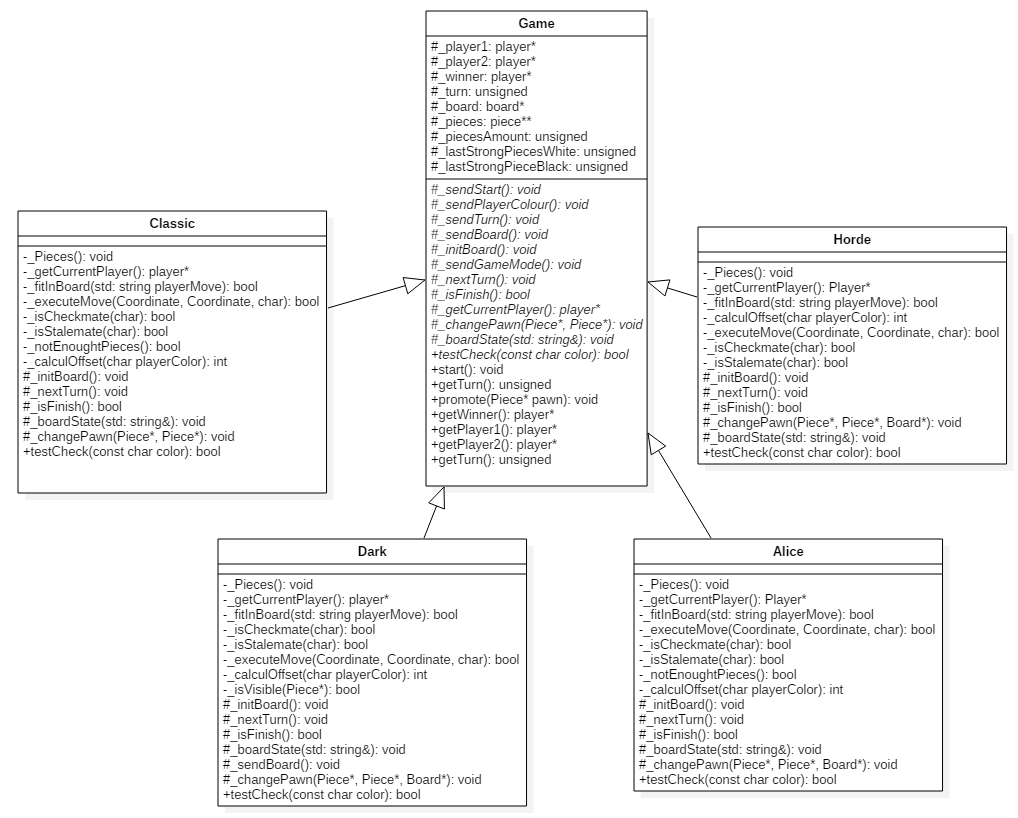 Game
#_player1: player*
#_player2: player*
#_winner: player*
#_turn: unsigned
#_board: board*
#_pieces: piece**
#_piecesAmount: unsigned
#_lastStrongPiecesWhite: unsigned
#_lastStrongPieceBlack: unsigned
#_sendStart(): void
#_sendPlayerColour(): void
#_sendTurn(): void
#_sendBoard(): void
#_initBoard(): void
#_sendGameMode(): void
#_nextTurn(): void
#_isFinish(): bool
#_getCurrentPlayer(): player*
#_changePawn(Piece*, Piece*): void
#_boardState(std: string&): void
+testCheck(const char color): bool
+start(): void
+getTurn(): unsigned
+promote(Piece* pawn): void
+getWinner(): player*
+getPlayer1(): player*
+getPlayer2(): player*
+getTurn(): unsigned
Classic
-_Pieces(): void
-_getCurrentPlayer(): player*
-_fitInBoard(std: string playerMove): bool
-_executeMove(Coordinate, Coordinate, char): bool
-_isCheckmate(char): bool
-_isStalemate(char): bool
-_notEnoughtPieces(): bool
-_calculOffset(char playerColor): int
#_initBoard(): void
#_nextTurn(): void
#_isFinish(): bool
#_boardState(std: string&): void
#_changePawn(Piece*, Piece*): void
+testCheck(const char color): bool
Horde
-_Pieces(): void
-_getCurrentPlayer(): Player*
-_fitInBoard(std: string playerMove): bool
-_calculOffset(char playerColor): int
-_executeMove(Coordinate, Coordinate, char): bool
-_isCheckmate(char): bool
-_isStalemate(char): bool
#_initBoard(): void
#_nextTurn(): void
#_isFinish(): bool
#_changePawn(Piece*, Piece*, Board*): void
#_boardState(std: string&): void
+testCheck(const char color): bool
Dark
-_Pieces(): void
-_getCurrentPlayer(): player*
-_fitInBoard(std: string playerMove): bool
-_isCheckmate(char): bool
-_isStalemate(char): bool
-_executeMove(Coordinate, Coordinate, char): bool
-_calculOffset(char playerColor): int
-_isVisible(Piece*): bool
#_initBoard(): void
#_nextTurn(): void
#_isFinish(): bool
#_boardState(std: string&): void
#_sendBoard(): void
#_changePawn(Piece*, Piece*, Board*): void
+testCheck(const char color): bool
Alice
-_Pieces(): void
-_getCurrentPlayer(): Player*
-_fitInBoard(std: string playerMove): bool
-_executeMove(Coordinate, Coordinate, char): bool
-_isCheckmate(char): bool
-_isStalemate(char): bool
-_notEnoughtPieces(): bool
-_calculOffset(char playerColor): int
#_initBoard(): void
#_nextTurn(): void
#_isFinish(): bool
#_boardState(std: string&): void
#_changePawn(Piece*, Piece*, Board*): void
+testCheck(const char color): bool